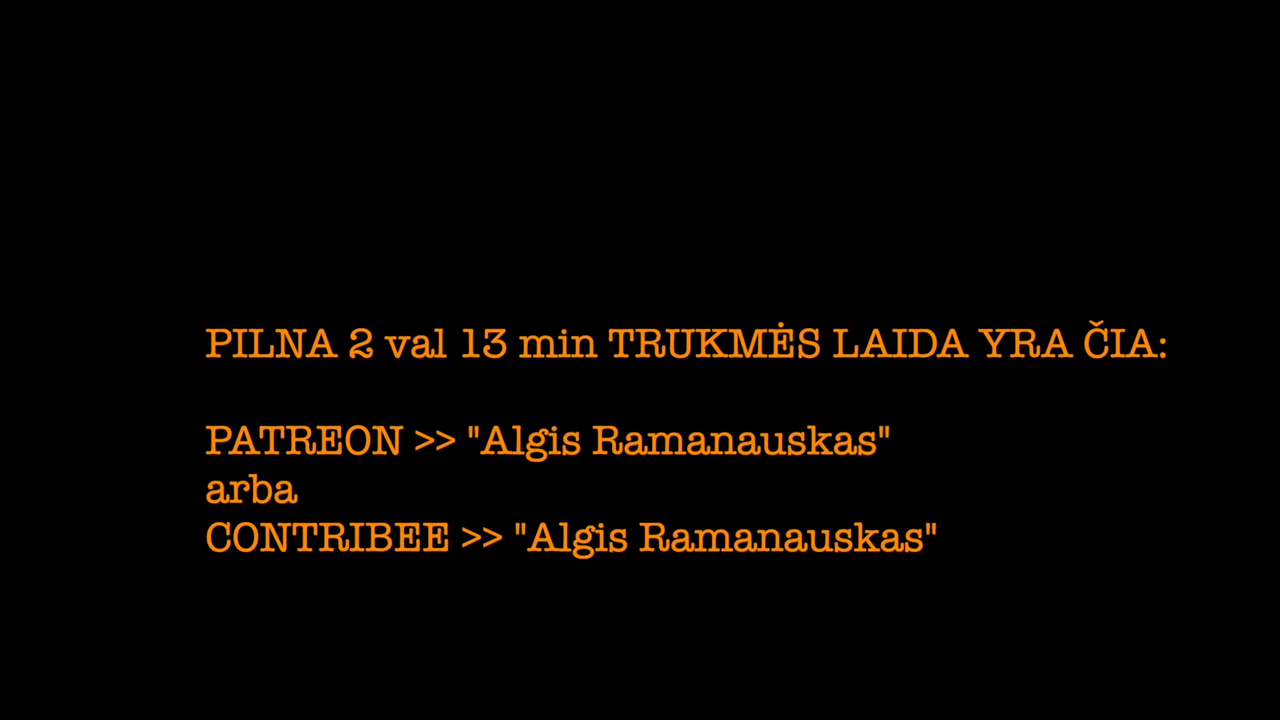 PILNA 2 val 13 min TRUKMĖS LAIDA YRA ČIA:
PATREON >> "Algis Ramanauskas"
arba
CONTRIBEE >> "Algis Ramanauskas"